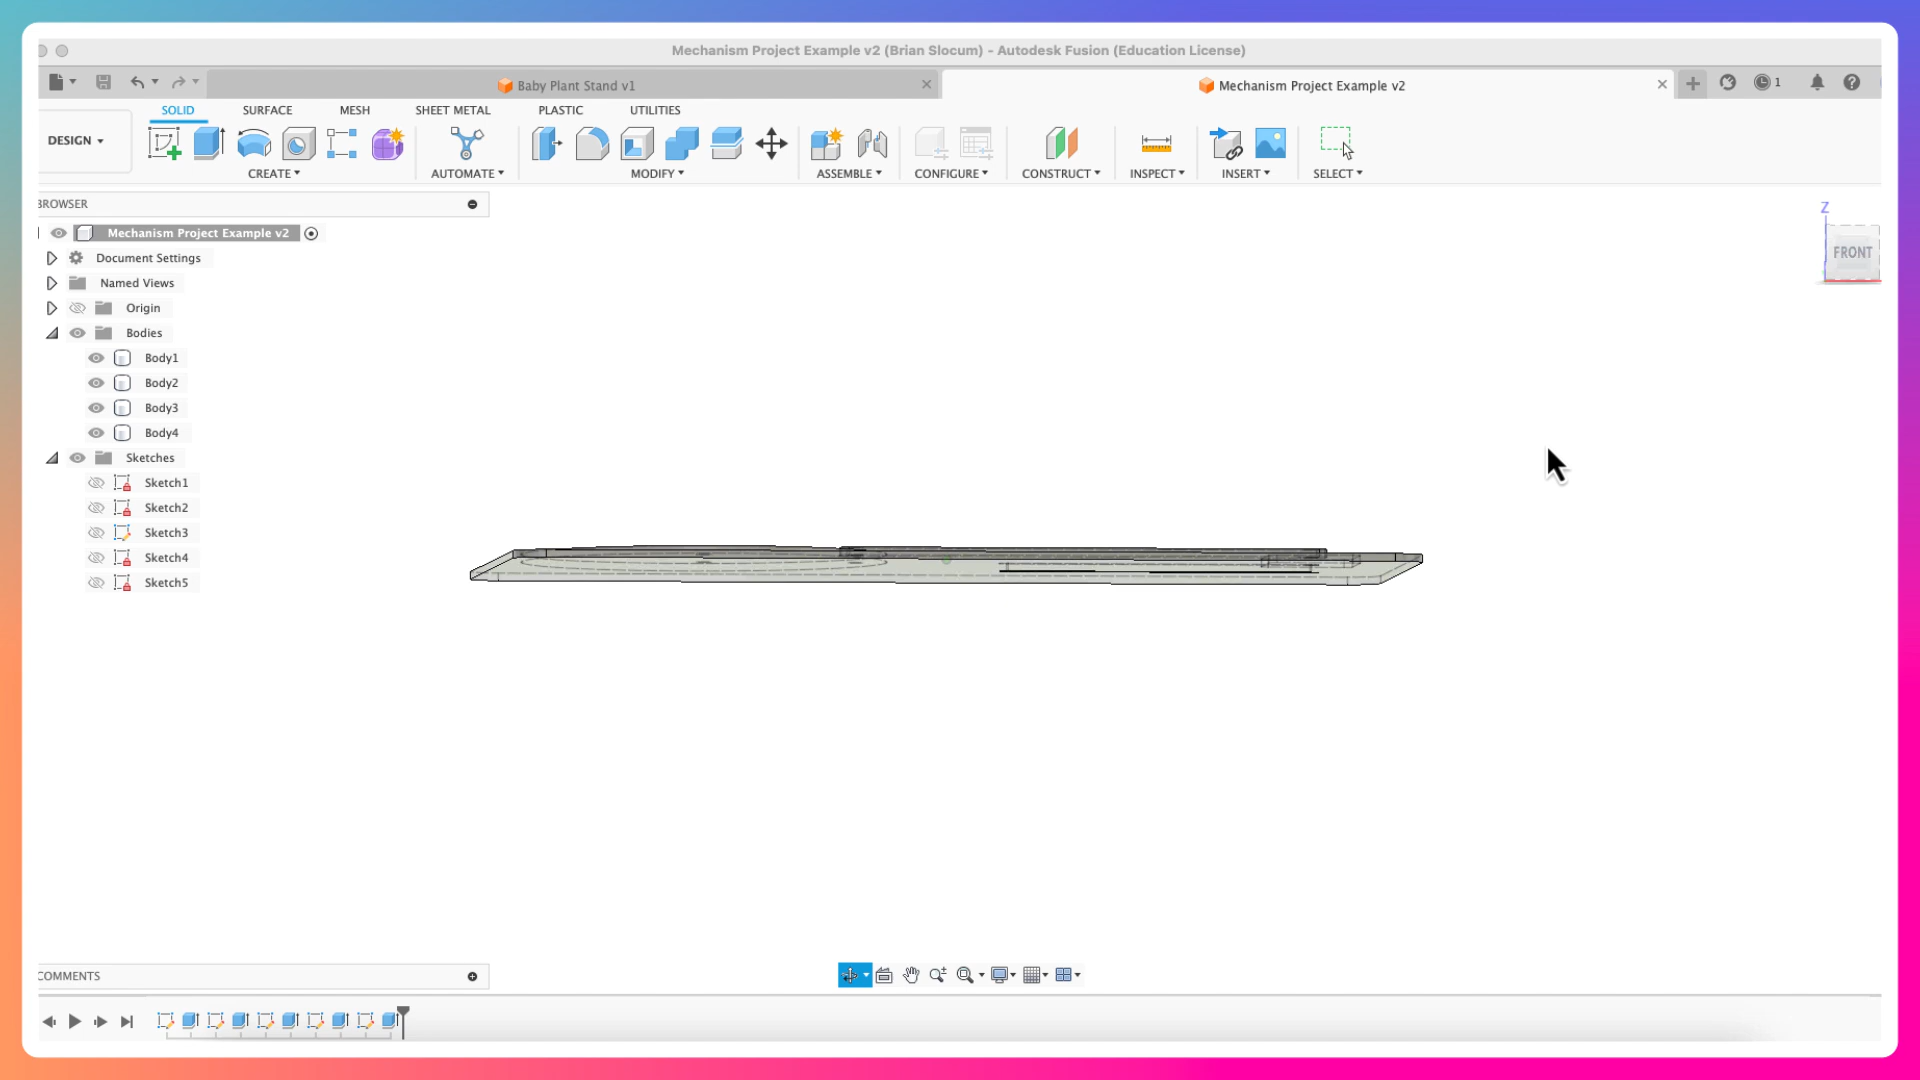 Mechanism Project Example v2 (Brian Slocum) - Autodesk Fusion (Education License)
Baby Plant Stand v1
Mechanism Project Example v2
1
SOLID
SURFACE
MESH
SHEET METAL
PLASTIC
UTILITIES
DESIGN
CREATE
AUTOMATE
MODIFY
ASSEMBLE
CONFIGURE
CONSTRUCT
INSPECT
INSERT
SELECT
BROWSER
Mechanism Project Example v2
Document Settings
Named Views
Origin
Bodies
Body1
Body2
Body3
Body4
Sketches
Sketch1
Sketch2
Sketch3
Sketch4
Sketch5
Z
FRONT
COMMENTS